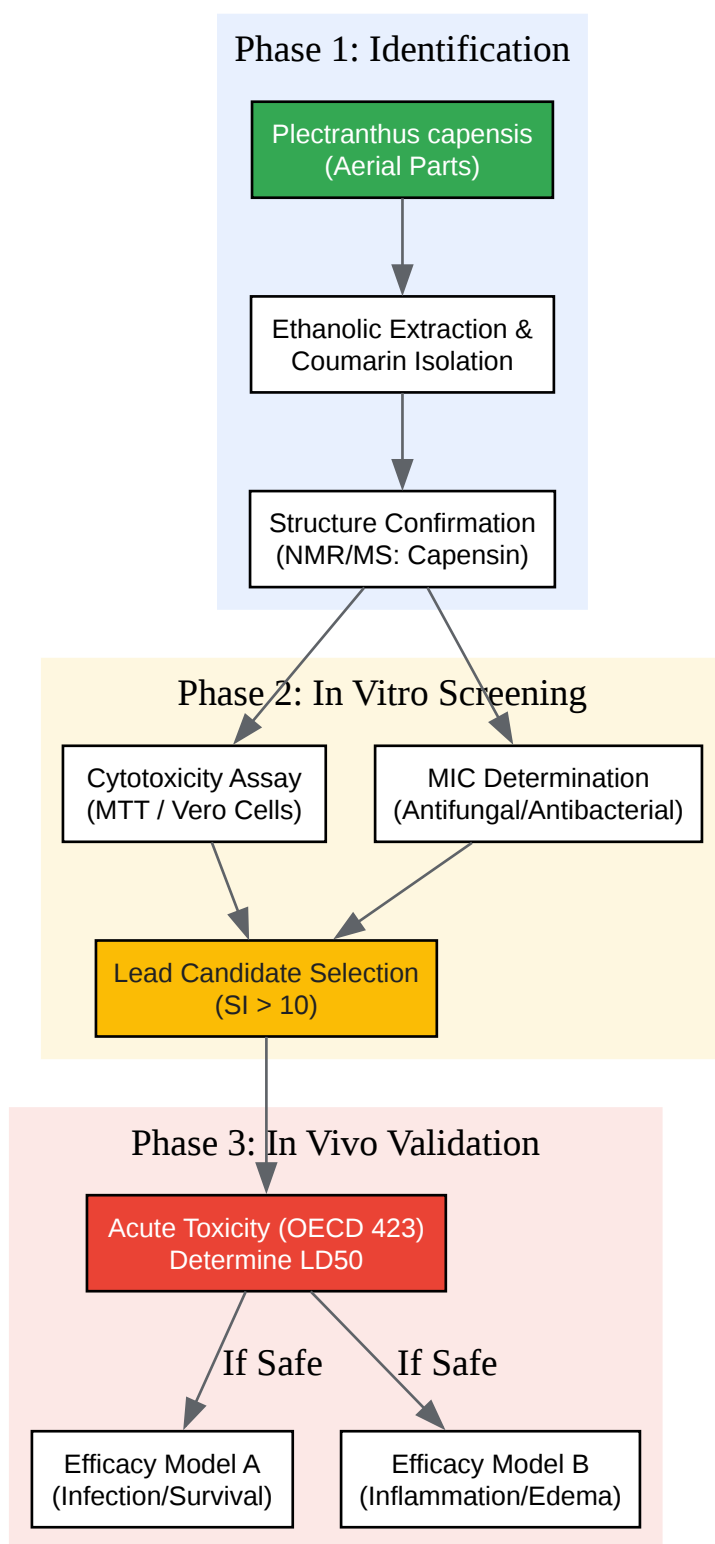 Phase 1: Identification
Plectranthus capensis
(Aerial Parts)
Ethanolic Extraction &
Coumarin Isolation
Structure Confirmation
(NMR/MS: Capensin)
Phase 2: In Vitro Screening
Cytotoxicity Assay
(MTT / Vero Cells)
MIC Determination
(Antifungal/Antibacterial)
Lead Candidate Selection
(SI > 10)
Phase 3: In Vivo Validation
Acute Toxicity (OECD 423)
Determine LD50
If Safe
If Safe
Efficacy Model A
(Infection/Survival)
Efficacy Model B
(Inflammation/Edema)